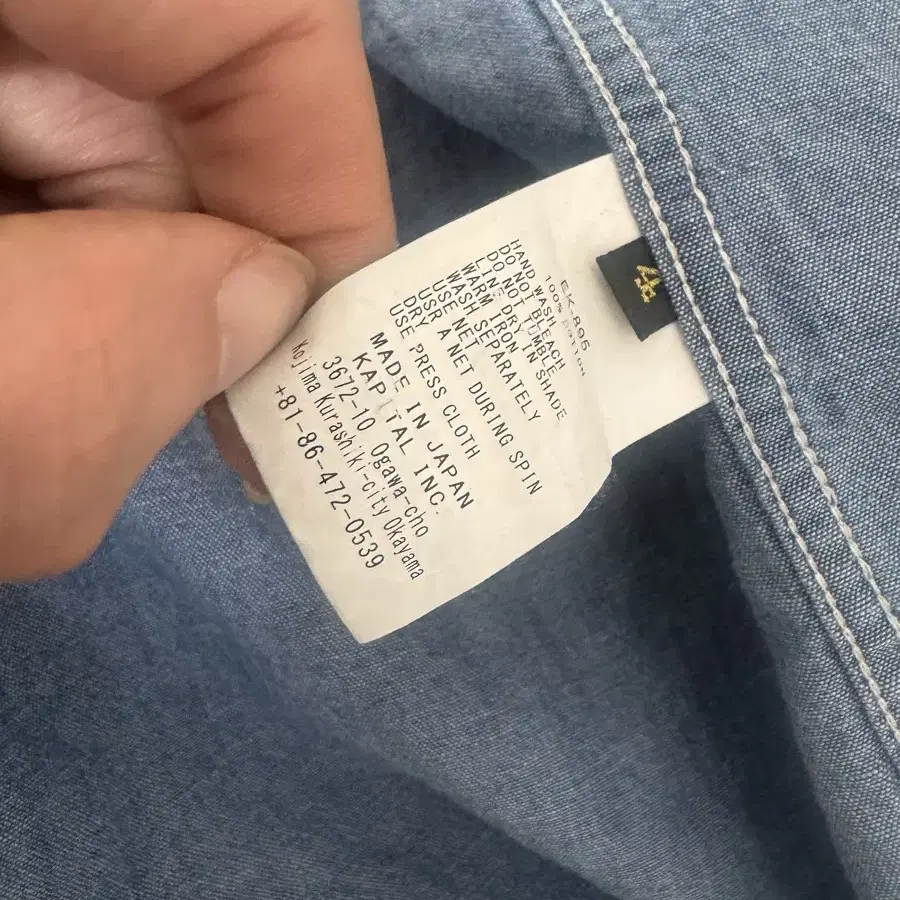 EK-895
100% COTTON
HAND WASH
DO NOT BLEACH
DO NOT TUMBLE
LINE DRY IN SHADE
WARM IRON
WASH SEPARATELY
USE NET
USR A NET DURING SPIN
DRY
USE PRESS CLOTH
MADE IN JAPAN
KAPITAL INC.
3672-10 Ogawa-cho
Kojima Kurashiki-city Okayama
+81-86-472-0539
4